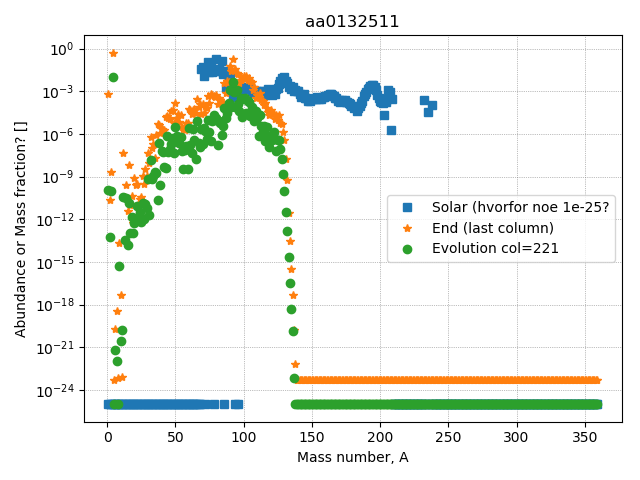 aa0132511
Abundance or Mass fraction? []
10⁰
10⁻³
10⁻⁶
10⁻⁹
10⁻¹²
10⁻¹⁵
10⁻¹⁸
10⁻²¹
10⁻²⁴
Solar (hvorfor noe 1e-25?
End (last column)
Evolution col=221
0 50 100 150 200 250 300 350
Mass number, A